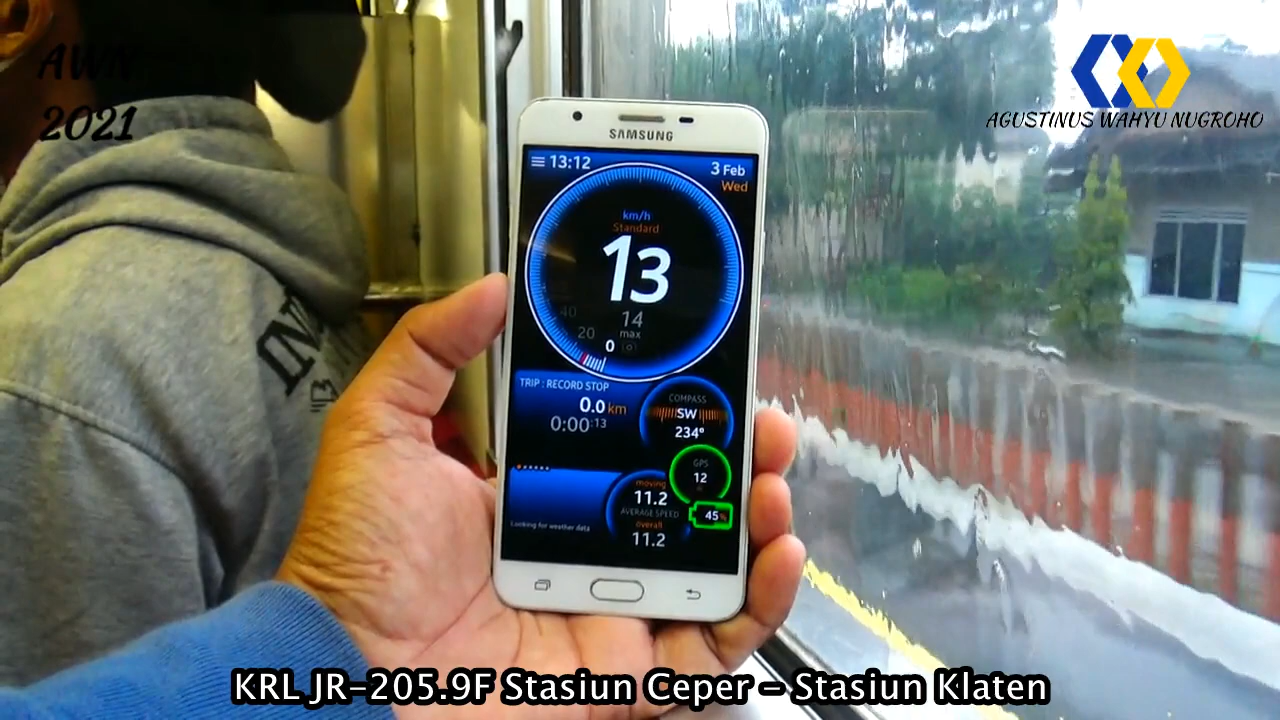 AWN
2021
AGUSTINUS WAHYU NUGROHO
SAMSUNG
13:12
3 Feb
Wed
km/h
Standard
13
14
max
40
20
0
TRIP : RECORD STOP
0.0 km
0:00:13
COMPASS
SW
234°
GPS
12
moving
11.2
AVERAGE SPEED
overall
11.2
45%
Looking for weather data
KRL JR-205.9F Stasiun Ceper - Stasiun Klaten